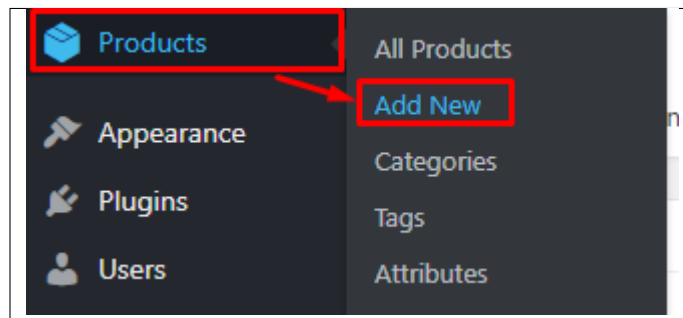 Products
All Products
Add New
Appearance
Categories
Plugins
Tags
Users
Attributes